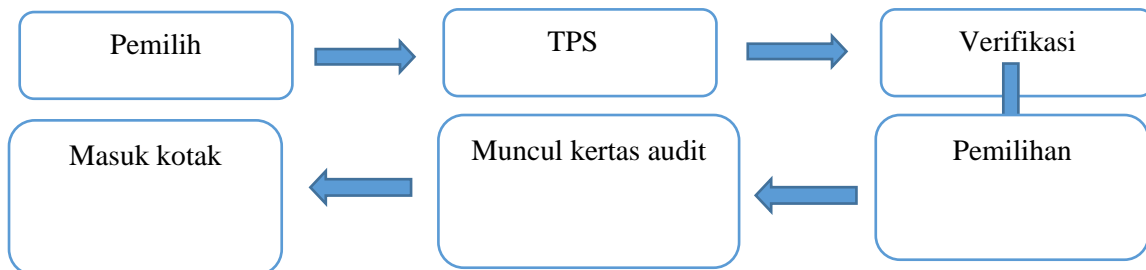 Pemilih
TPS
Verifikasi
Masuk kotak
Muncul kertas audit
Pemilihan